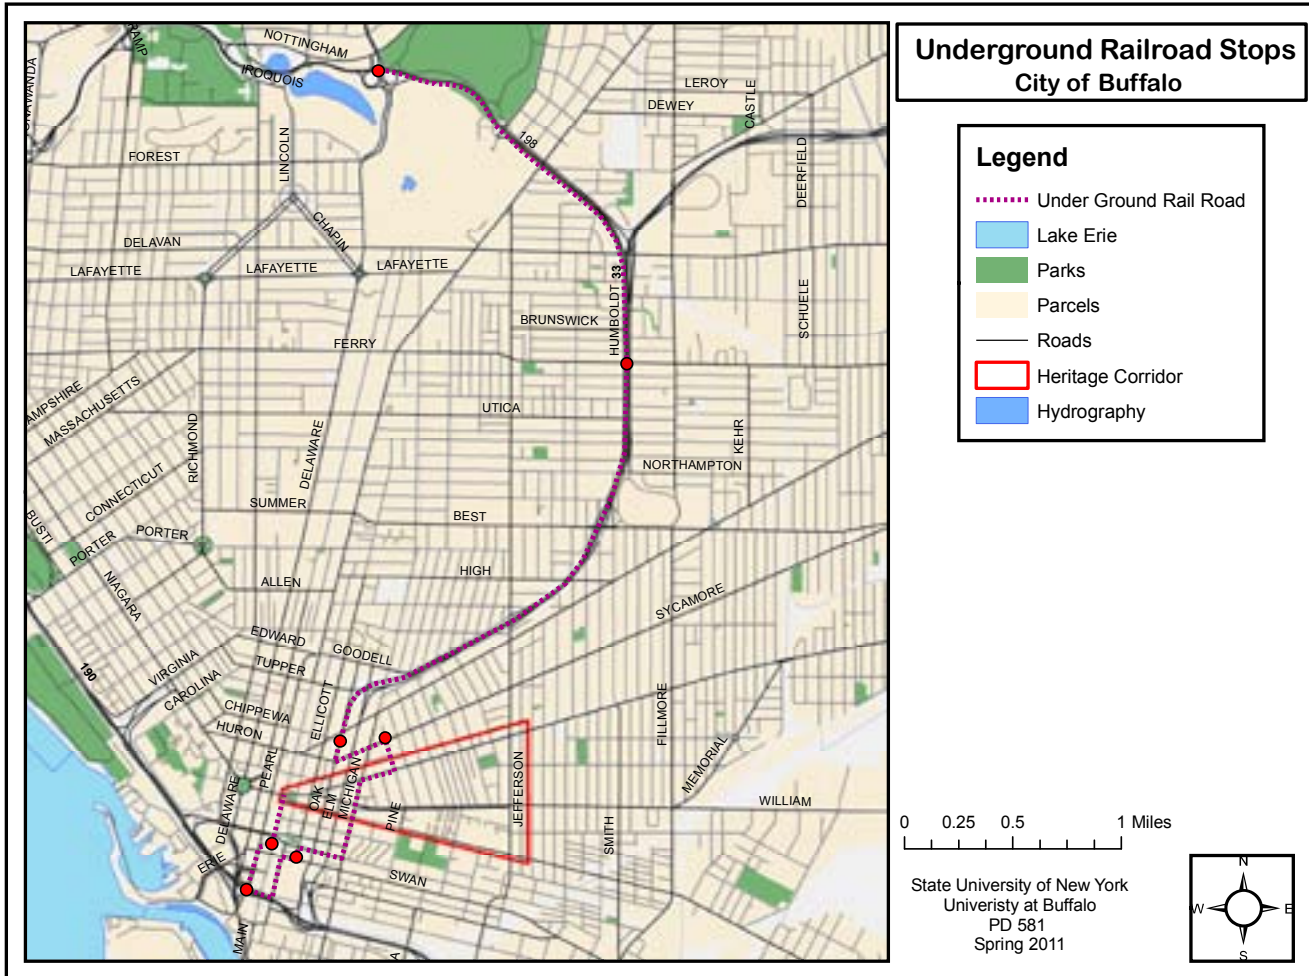 Underground Railroad Stops
City of Buffalo
Legend
Under Ground Rail Road
Lake Erie
Parks
Parcels
Roads
Heritage Corridor
Hydrography
RAMP
NOTTINGHAM
IROQUOIS
LEROY
DEWEY
CASTLE
198
FOREST
LINCOLN
DEERFIELD
CHAPIN
DELAVAN
LAFAYETTE
LAFAYETTE
LAFAYETTE
33
HUMBOLDT
BRUNSWICK
SCHUELE
FERRY
AMPSHIRE
MASSACHUSETTS
UTICA
RICHMOND
DELAWARE
KEHR
NORTHAMPTON
CONNECTICUT
SUMMER
BEST
BUSTI
PORTER
PORTER
HIGH
ALLEN
NIAGARA
SYCAMORE
EDWARD
GOODELL
VIRGINIA
TUPPER
190
CAROLINA
ELLICOTT
CHIPPEWA
HURON
FILLMORE
PEARL
MICHIGAN
OAK
ELM
JEFFERSON
MEMORIAL
DELAWARE
PINE
WILLIAM
SMITH
ERIE
SWAN
MAIN
A
0 0.25 0.5 1 Miles
State University of New York
Univeristy at Buffalo
PD 581
Spring 2011
N
W E
S